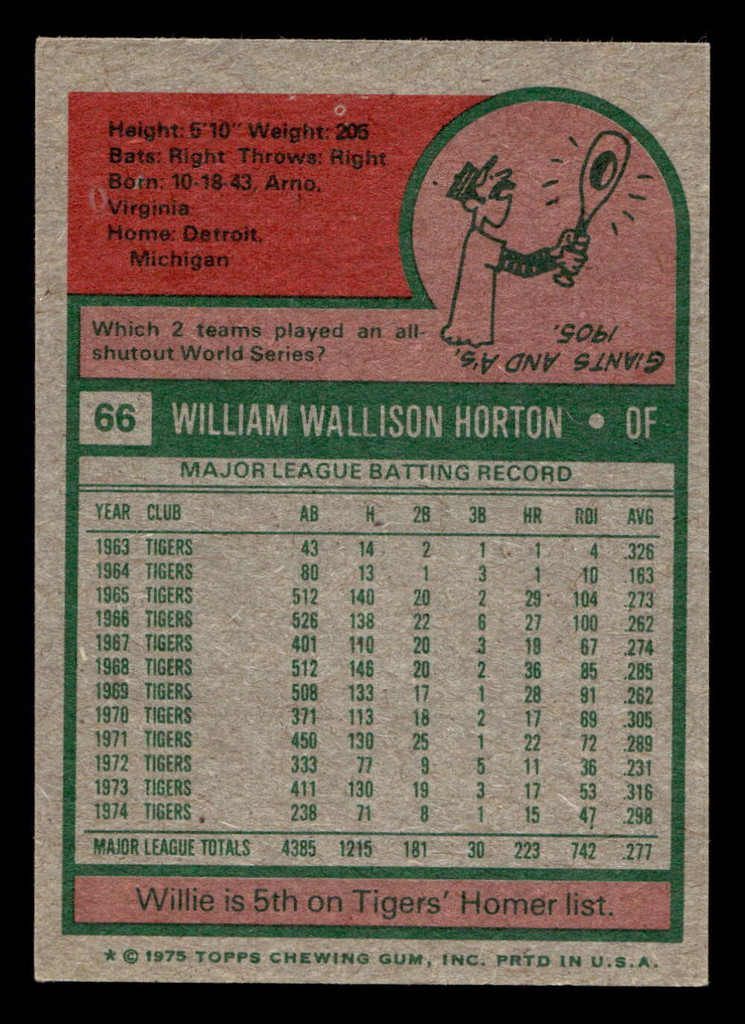 Height: 5'10" Weight: 205
Bats: Right Throws: Right
Born: 10-18-43, Arno,
Virginia
Home: Detroit,
Michigan
Which 2 teams played an all-
shutout World Series?
GIANTS AND A'S,
1905.
66 WILLIAM WALLISON HORTON • OF
MAJOR LEAGUE BATTING RECORD
YEAR CLUB AB H 2B 3B HR RBI AVG
1963 TIGERS 43 14 2 1 1 4 .326
1964 TIGERS 80 13 1 3 1 10 .163
1965 TIGERS 512 140 20 2 29 104 .273
1966 TIGERS 526 138 22 6 27 100 .262
1967 TIGERS 401 110 20 3 19 67 .274
1968 TIGERS 512 146 20 2 36 85 .285
1969 TIGERS 508 133 17 1 28 91 .262
1970 TIGERS 371 113 18 2 17 69 .305
1971 TIGERS 450 130 25 1 22 72 .289
1972 TIGERS 333 77 9 5 11 36 .231
1973 TIGERS 411 130 19 3 17 53 .316
1974 TIGERS 238 71 8 1 15 47 .298
MAJOR LEAGUE TOTALS 4385 1215 181 30 223 742 .277
Willie is 5th on Tigers' Homer list.
* © 1975 TOPPS CHEWING GUM, INC. PRTD IN U.S.A.